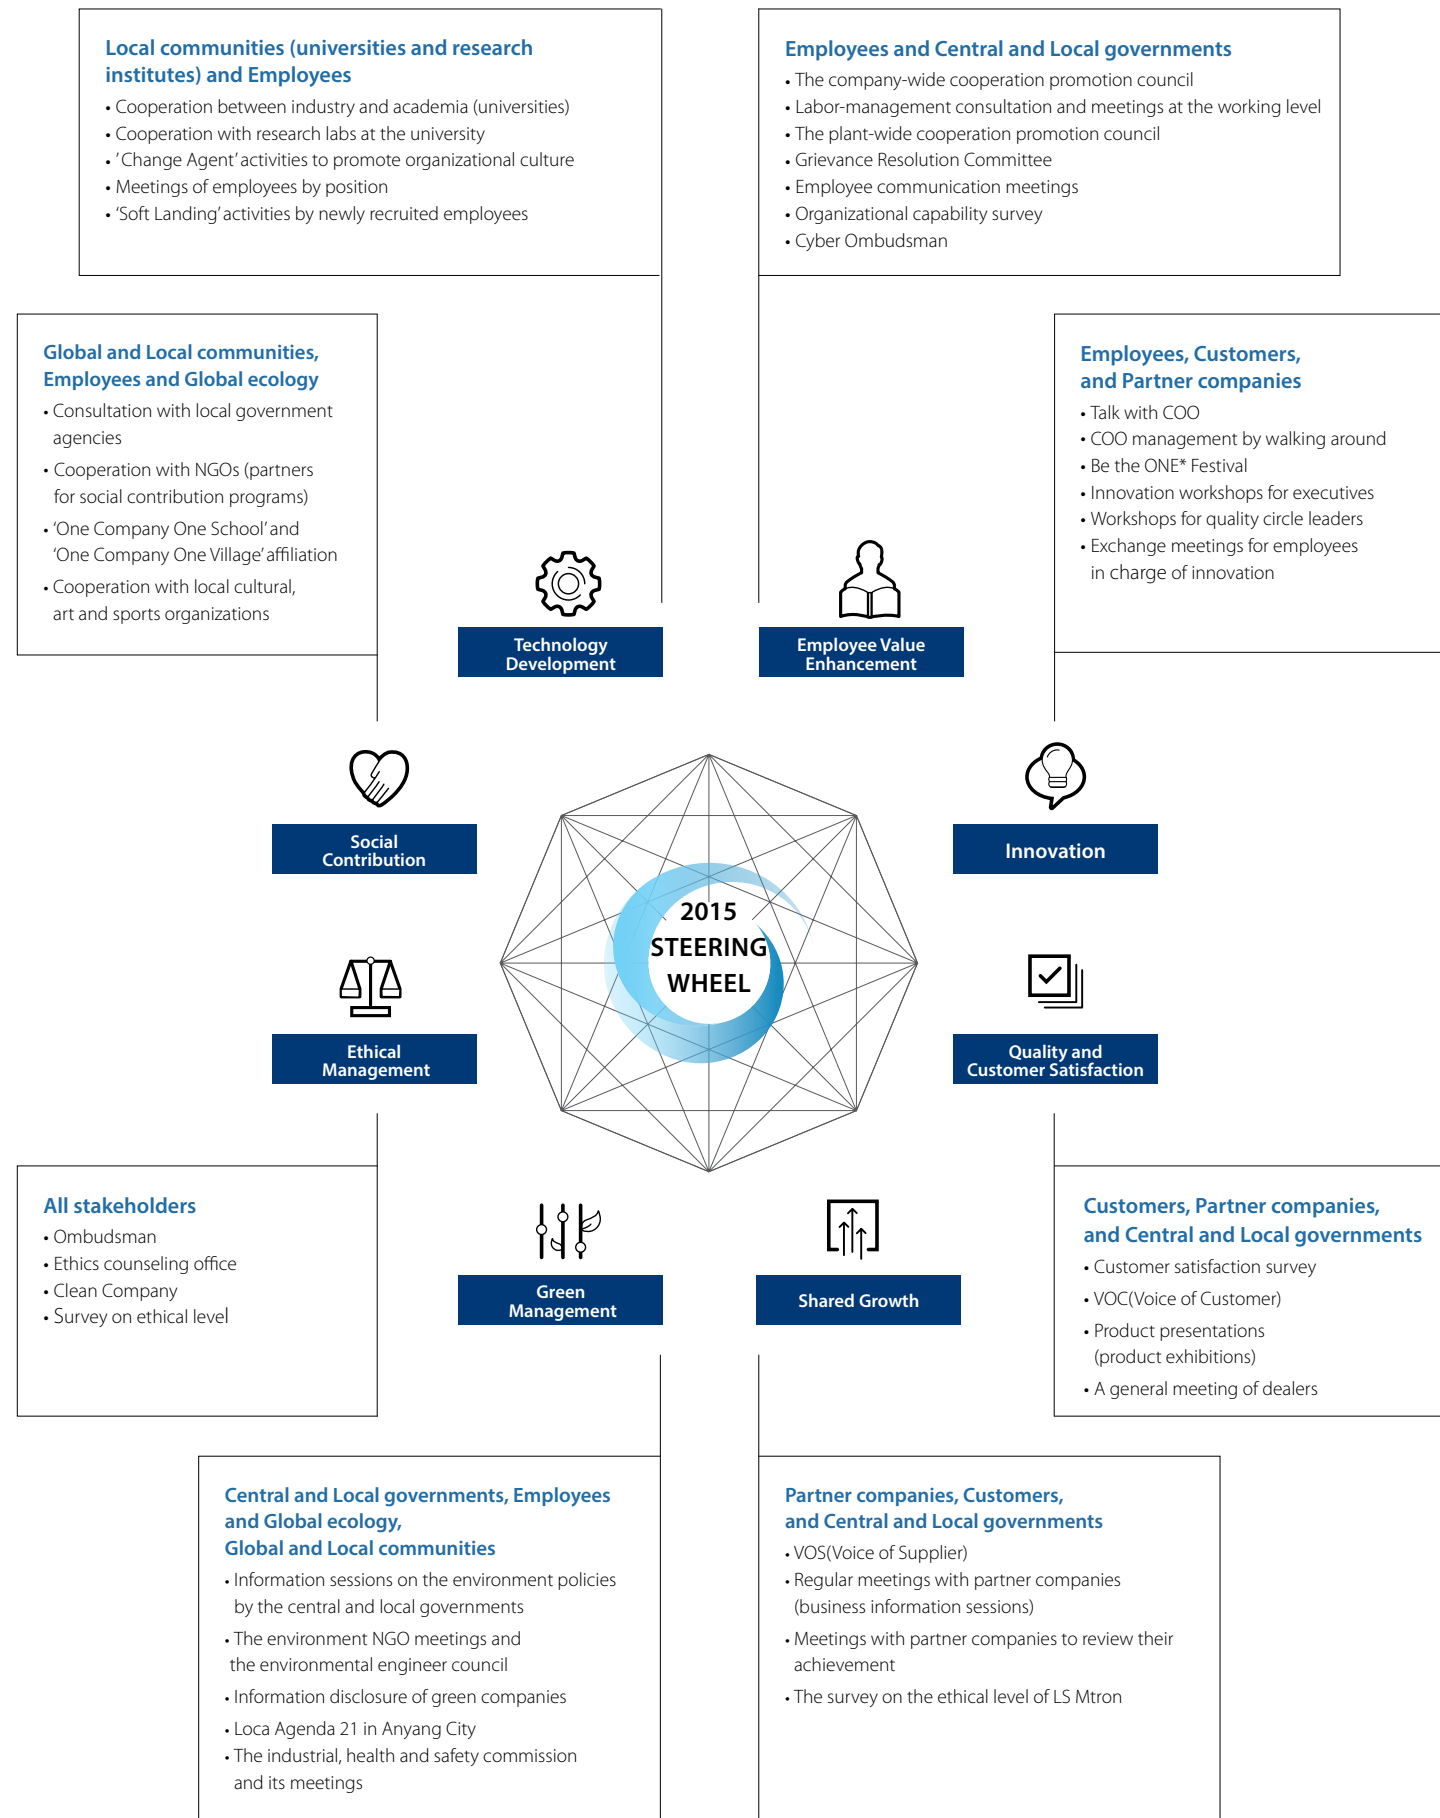 Local communities (universities and research
institutes) and Employees
• Cooperation between industry and academia (universities)
• Cooperation with research labs at the university
• ’Change Agent’ activities to promote organizational culture
• Meetings of employees by position
• ‘Soft Landing’ activities by newly recruited employees
Employees and Central and Local governments
• The company-wide cooperation promotion council
• Labor-management consultation and meetings at the working level
• The plant-wide cooperation promotion council
• Grievance Resolution Committee
• Employee communication meetings
• Organizational capability survey
• Cyber Ombudsman
Global and Local communities,
Employees and Global ecology
• Consultation with local government
agencies
• Cooperation with NGOs (partners
for social contribution programs)
• ‘One Company One School’ and
‘One Company One Village’ affiliation
• Cooperation with local cultural,
art and sports organizations
Employees, Customers,
and Partner companies
• Talk with COO
• COO management by walking around
• Be the ONE* Festival
• Innovation workshops for executives
• Workshops for quality circle leaders
• Exchange meetings for employees
in charge of innovation
Technology
Development
Employee Value
Enhancement
Social
Contribution
Innovation
2015
STEERING
WHEEL
Ethical
Management
Quality and
Customer Satisfaction
Green
Management
Shared Growth
All stakeholders
• Ombudsman
• Ethics counseling office
• Clean Company
• Survey on ethical level
Customers, Partner companies,
and Central and Local governments
• Customer satisfaction survey
• VOC(Voice of Customer)
• Product presentations
(product exhibitions)
• A general meeting of dealers
Central and Local governments, Employees
and Global ecology,
Global and Local communities
• Information sessions on the environment policies
by the central and local governments
• The environment NGO meetings and
the environmental engineer council
• Information disclosure of green companies
• Loca Agenda 21 in Anyang City
• The industrial, health and safety commission
and its meetings
Partner companies, Customers,
and Central and Local governments
• VOS(Voice of Supplier)
• Regular meetings with partner companies
(business information sessions)
• Meetings with partner companies to review their
achievement
• The survey on the ethical level of LS Mtron